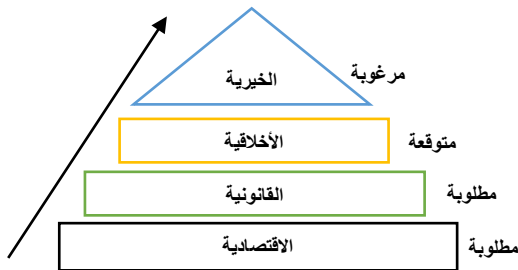 الخيرية
مرغوبة
الأخلاقية
متوقعة
القانونية
مطلوبة
الاقتصادية
مطلوبة